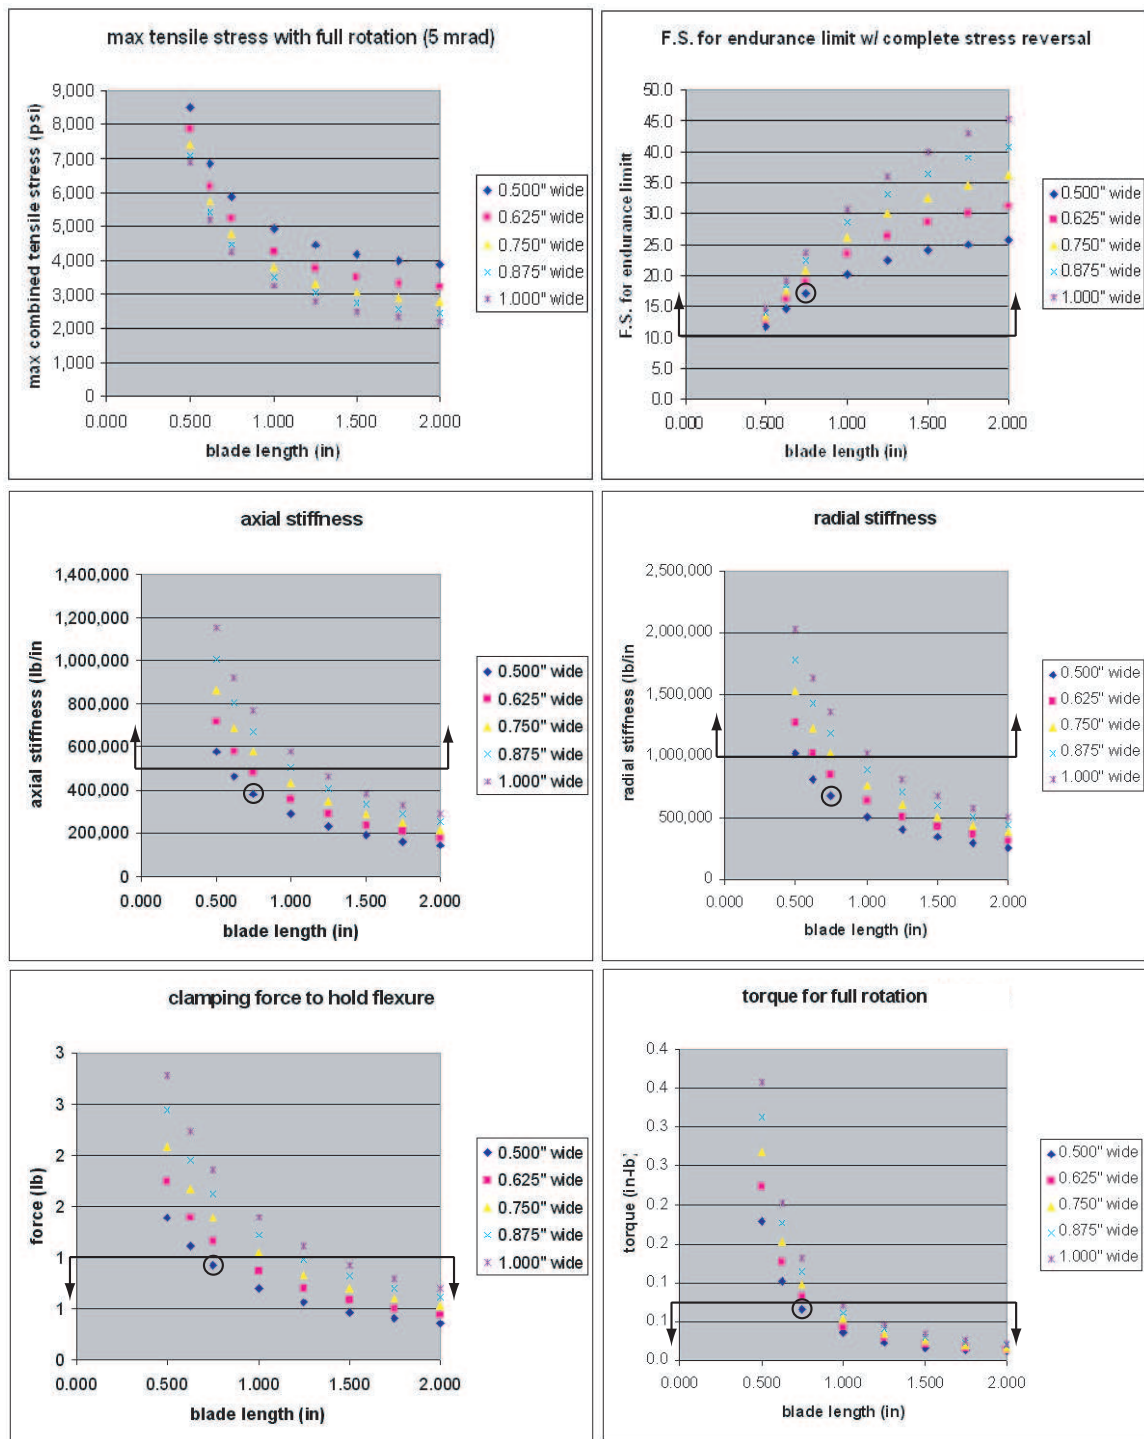 max tensile stress with full rotation (5 mrad)
max combined tensile stress (psi)
9,000
8,000
7,000
6,000
5,000
4,000
3,000
2,000
1,000
0
0.000 0.500 1.000 1.500 2.000
blade length (in)
0.500" wide
0.625" wide
0.750" wide
0.875" wide
1.000" wide
F.S. for endurance limit w/ complete stress reversal
F.S. for endurance limitt
50.0
45.0
40.0
35.0
30.0
25.0
20.0
15.0
10.0
5.0
0.0
0.000 0.500 1.000 1.500 2.000
blade length (in)
0.500" wide
0.625" wide
0.750" wide
0.875" wide
1.000" wide
axial stiffness
axial stiffness (lb/in
1,400,000
1,200,000
1,000,000
800,000
600,000
400,000
200,000
0
0.000 0.500 1.000 1.500 2.000
blade length (in)
0.500" wide
0.625" wide
0.750" wide
0.875" wide
1.000" wide
radial stiffness
radial stiffness (lb/in
2,500,000
2,000,000
1,500,000
1,000,000
500,000
0
0.000 0.500 1.000 1.500 2.000
blade length (in)
0.500" wide
0.625" wide
0.750" wide
0.875" wide
1.000" wide
clamping force to hold flexure
force (lb)
3
3
2
2
1
1
0
0.000 0.500 1.000 1.500 2.000
blade length (in)
0.500" wide
0.625" wide
0.750" wide
0.875" wide
1.000" wide
torque for full rotation
torque (in-lb)
0.4
0.4
0.3
0.3
0.2
0.2
0.1
0.1
0.0
0.000 0.500 1.000 1.500 2.000
blade length (in)
0.500" wide
0.625" wide
0.750" wide
0.875" wide
1.000" wide